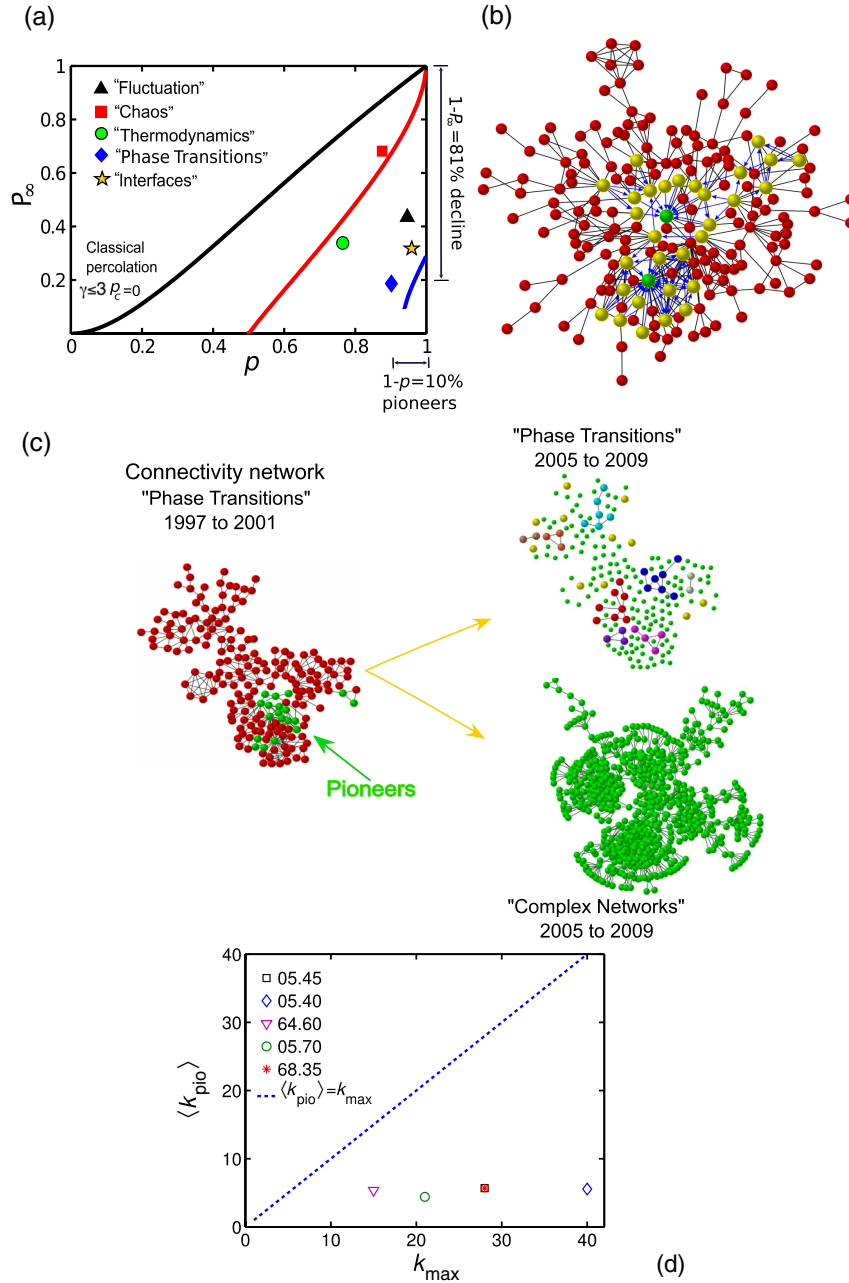 (a)
1
0.8
0.6
0.4
0.2
P∞
"Fluctuation"
"Chaos"
"Thermodynamics"
"Phase Transitions"
"Interfaces"
Classical
percolation
γ≤3 pc=0
0 0.2 0.4 0.6 0.8 1
p
1-P∞=81% decline
1-p=10%
pioneers
(b)
(c)
Connectivity network
"Phase Transitions"
1997 to 2001
Pioneers
"Phase Transitions"
2005 to 2009
"Complex Networks"
2005 to 2009
40
30
20
10
0
⟨kpio⟩
05.45
05.40
64.60
05.70
68.35
⟨kpio⟩=kmax
0 10 20 30 40
kmax
(d)